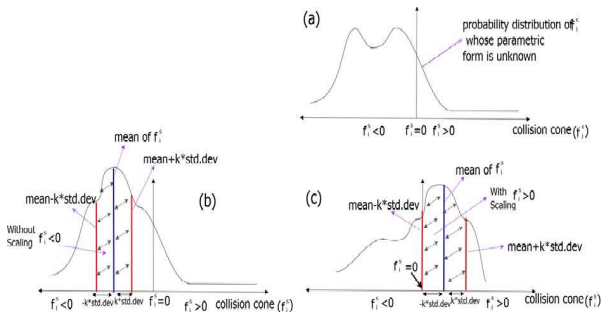 (a)
probability distribution of f_i^s
whose parametric
form is unknown
f_i^s<0 f_i^s=0 f_i^s>0 collision cone(f_i^s)
mean of f_i^s
mean+k*std.dev
mean-k*std.dev
(b)
Without
Scaling f_i^s<0
f_i^s<0 -k*std.dev k*std.dev f_i^s=0 f_i^s>0 collision cone (f_i^s)
(c)
mean of f_i^s
mean-k*std.dev
With
Scaling f_i^s>0
mean+k*std.dev
f_i^s=0
f_i^s<0 -k*std.dev k*std.dev f_i^s>0 collision cone (f_i^s)